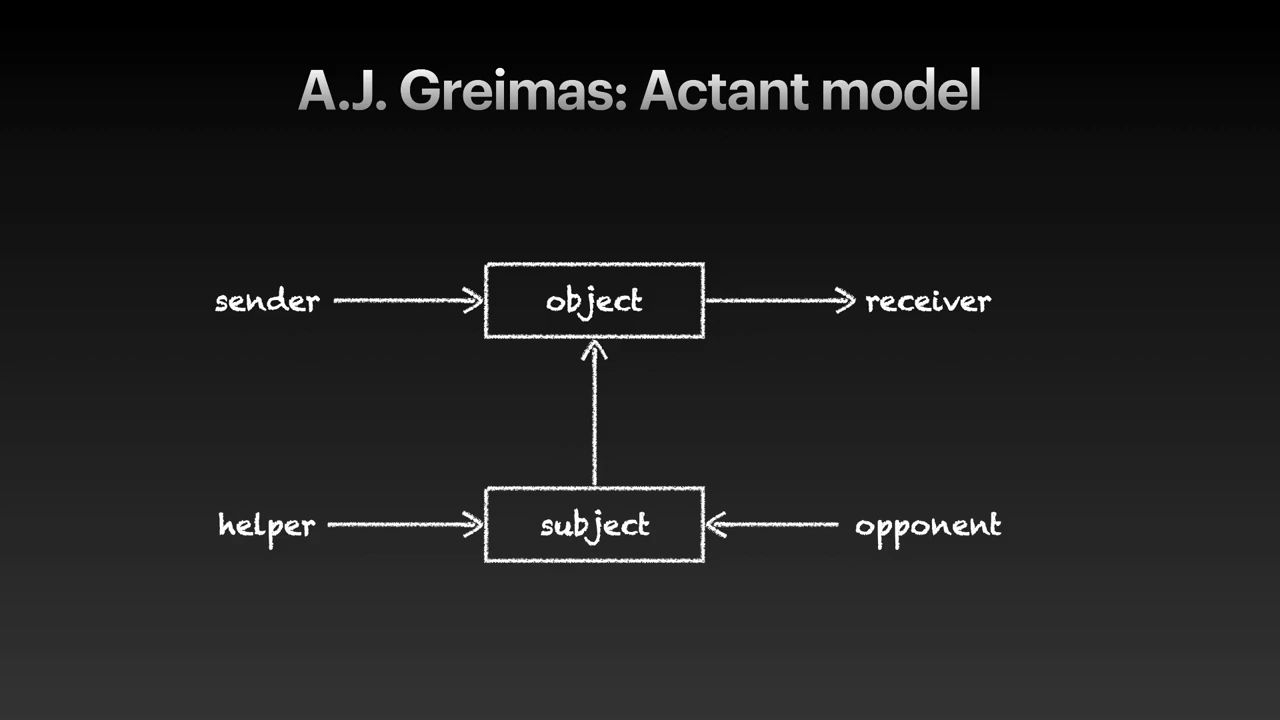 A.J. Greimas: Actant model
sender object receiver
helper subject opponent